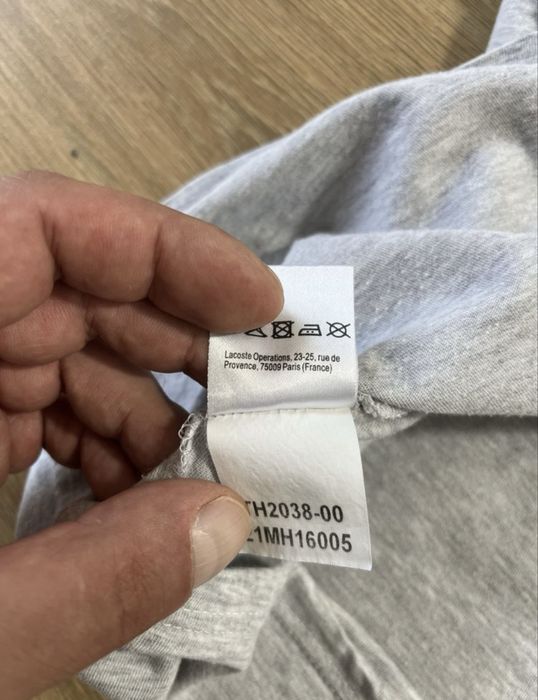 Lacoste Operations, 23-25, rue de
Provence, 75009 Paris (France)
TH2038-00
1MH16005